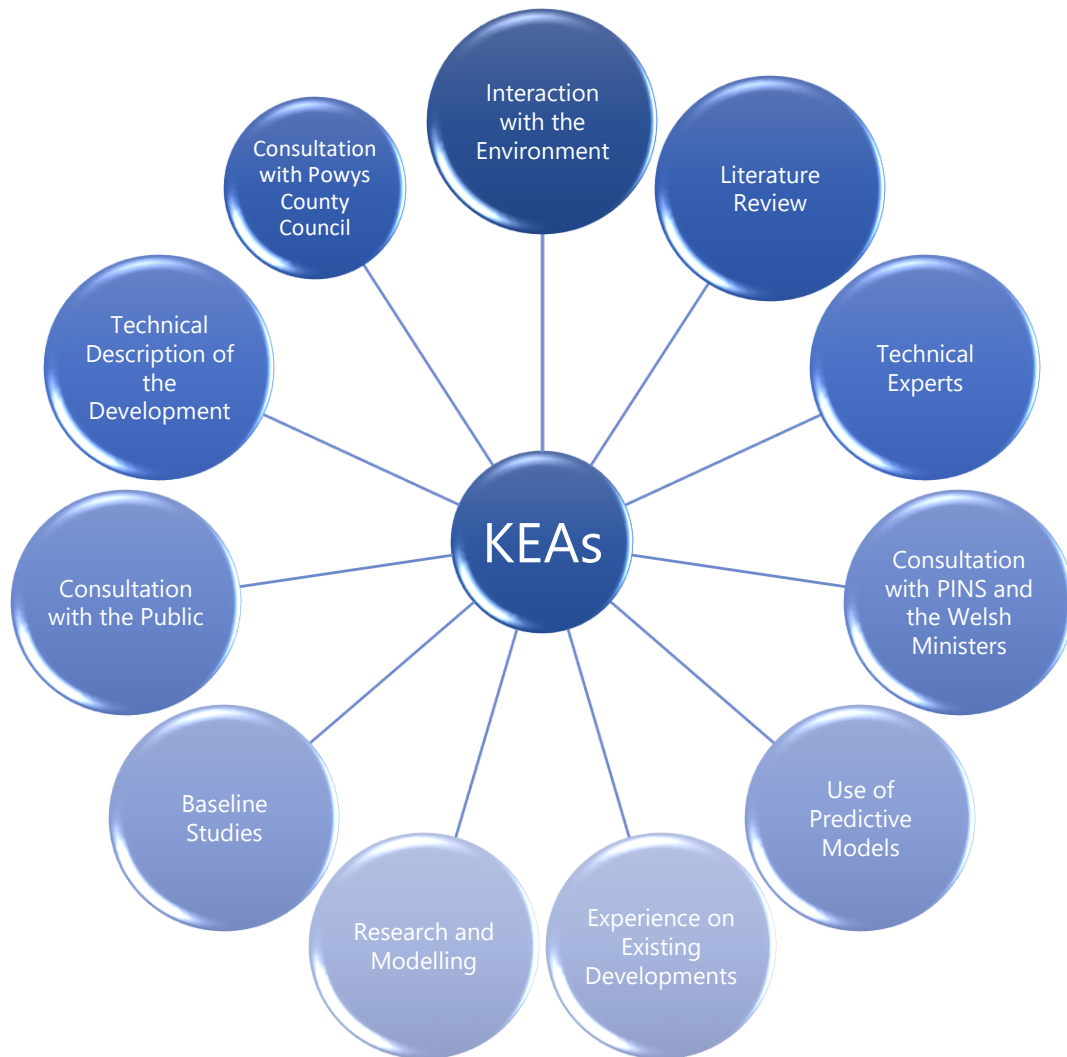 Interaction
with the
Environment
Literature
Review
Technical
Experts
Consultation
with PINS and
the Welsh
Ministers
Use of
Predictive
Models
Experience on
Existing
Developments
Research and
Modelling
Baseline
Studies
Consultation
with the Public
Technical
Description of
the
Development
Consultation
with Powys
County
Council
KEAs